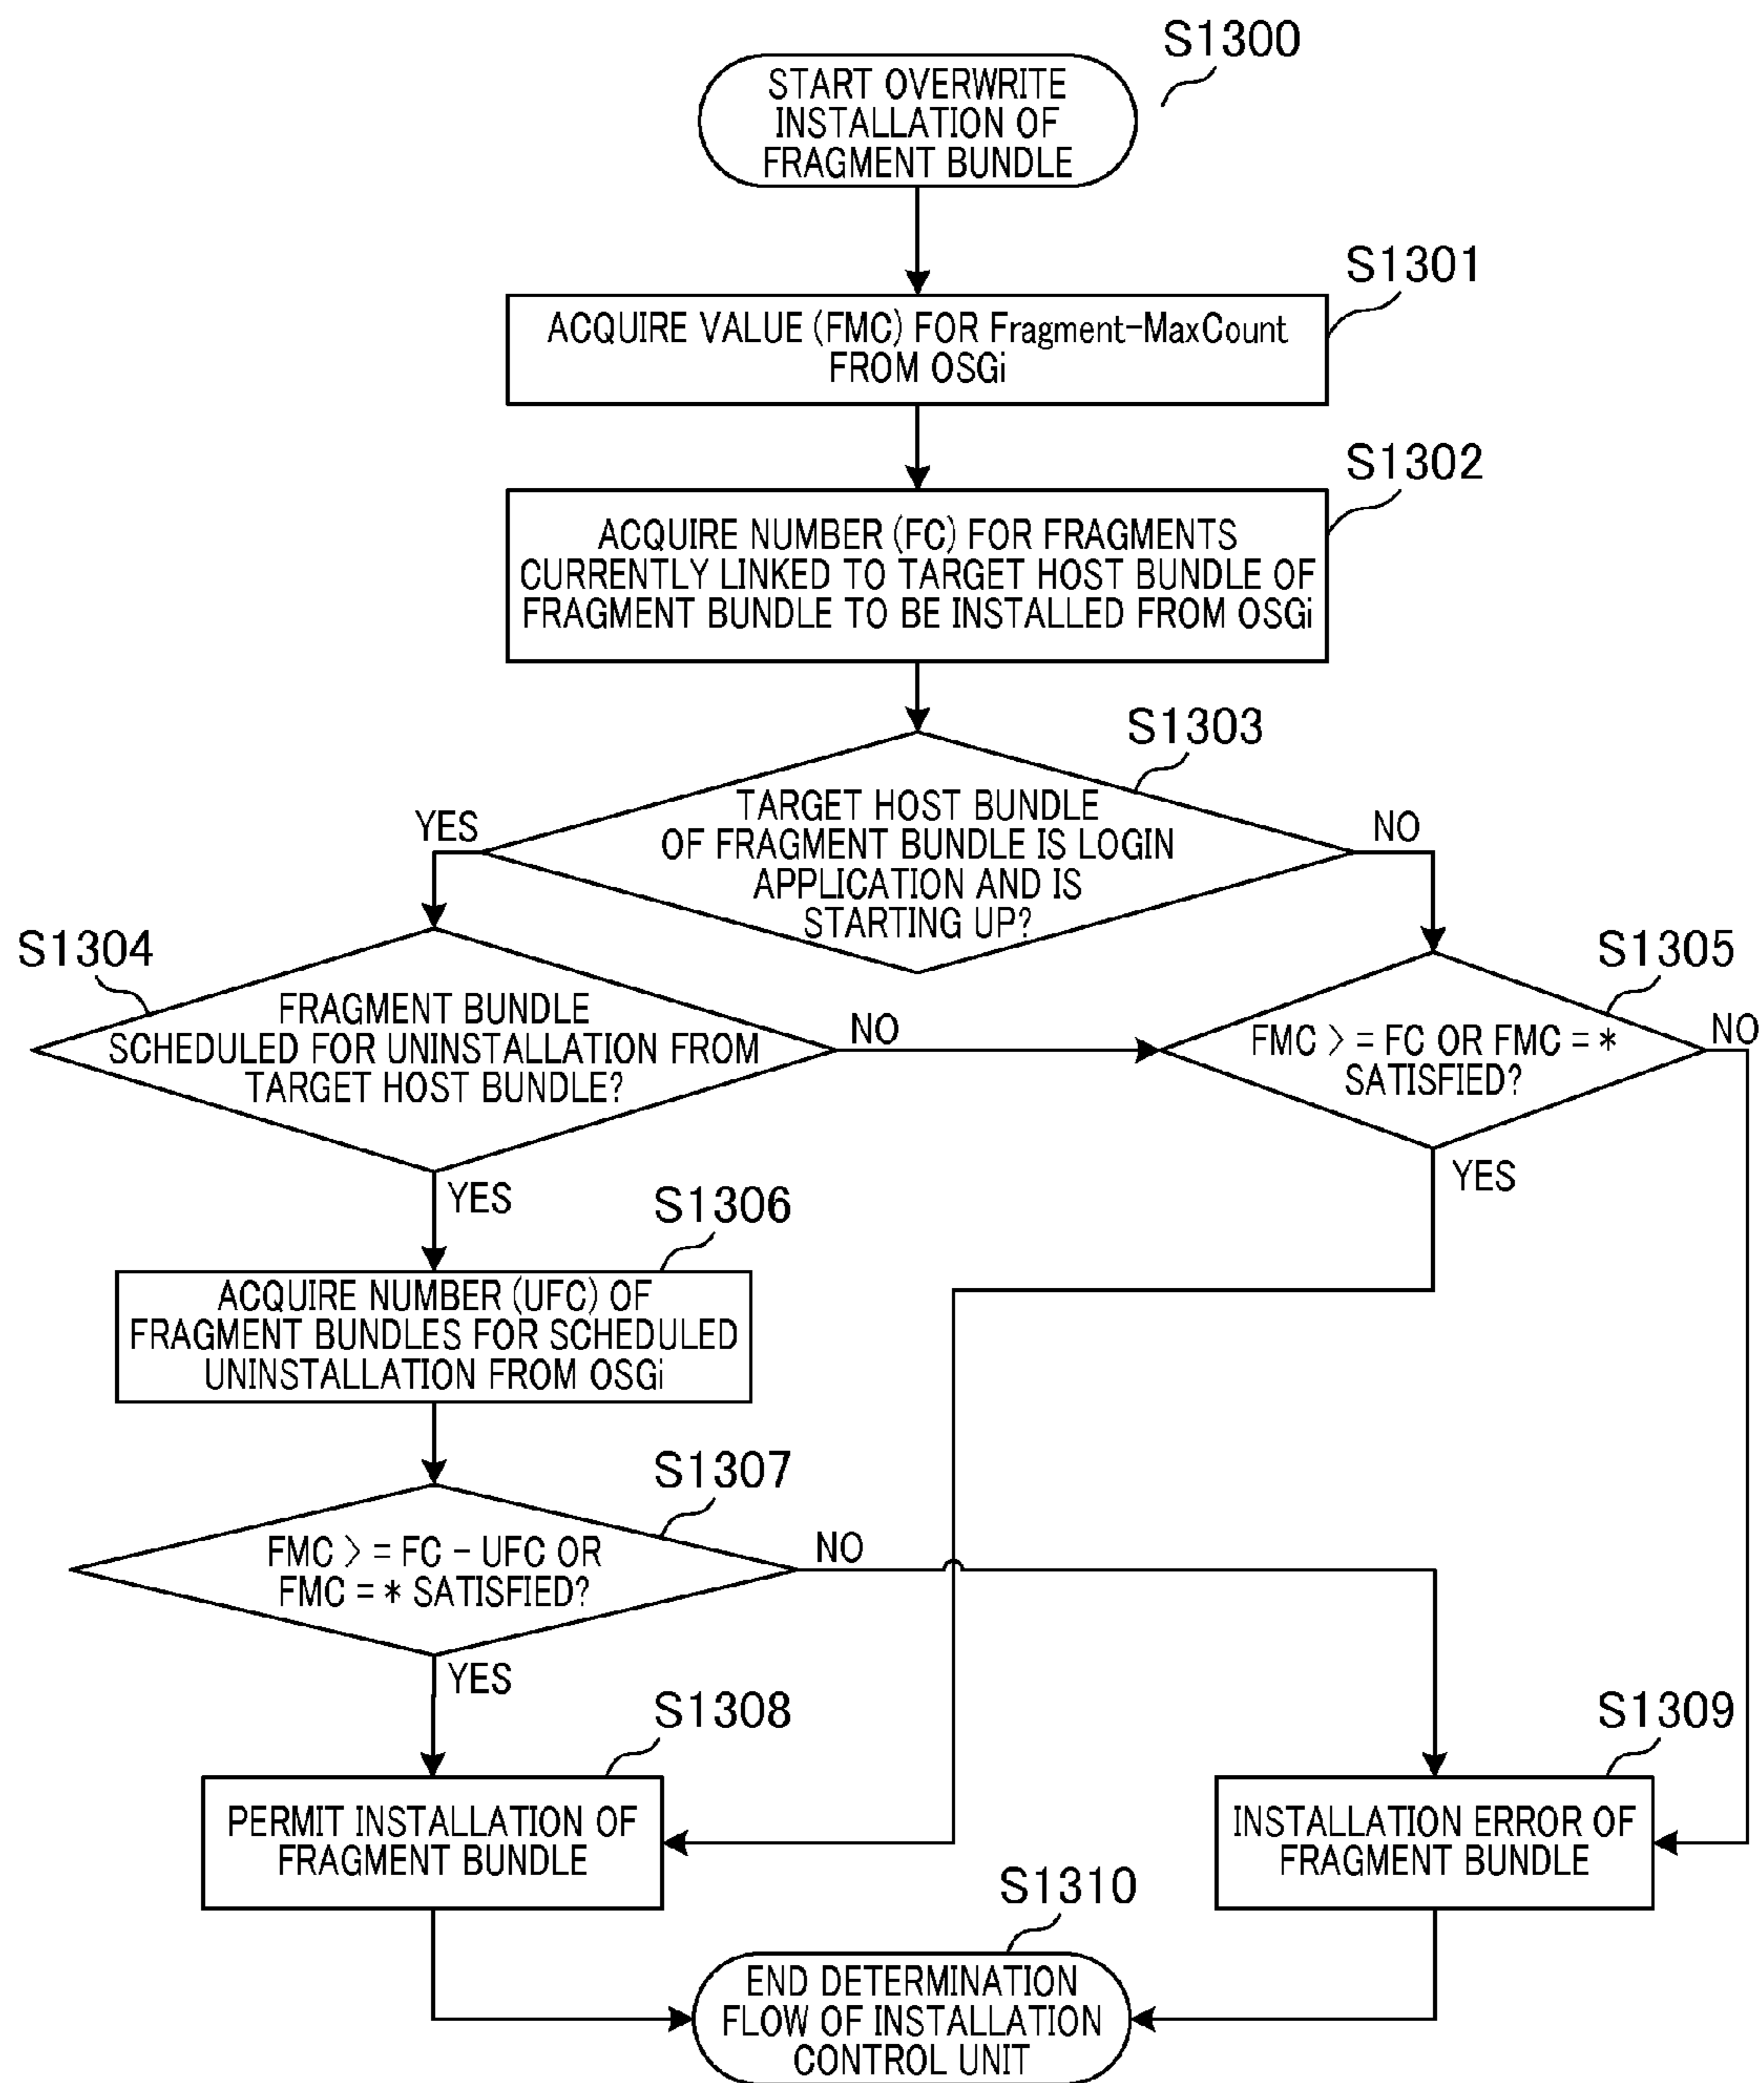 S1300
START OVERWRITE
INSTALLATION OF
FRAGMENT BUNDLE
S1301
ACQUIRE VALUE (FMC) FOR Fragment-MaxCount
FROM OSGi
S1302
ACQUIRE NUMBER (FC) FOR FRAGMENTS
CURRENTLY LINKED TO TARGET HOST BUNDLE OF
FRAGMENT BUNDLE TO BE INSTALLED FROM OSGi
S1303
TARGET HOST BUNDLE
OF FRAGMENT BUNDLE IS LOGIN
APPLICATION AND IS
STARTING UP?
YES
NO
S1304
FRAGMENT BUNDLE
SCHEDULED FOR UNINSTALLATION FROM
TARGET HOST BUNDLE?
NO
YES
S1305
FMC > = FC OR FMC = *
SATISFIED?
NO
YES
S1306
ACQUIRE NUMBER (UFC) OF
FRAGMENT BUNDLES FOR SCHEDULED
UNINSTALLATION FROM OSGi
S1307
FMC > = FC - UFC OR
FMC = * SATISFIED?
NO
YES
S1308
PERMIT INSTALLATION OF
FRAGMENT BUNDLE
S1309
INSTALLATION ERROR OF
FRAGMENT BUNDLE
S1310
END DETERMINATION
FLOW OF INSTALLATION
CONTROL UNIT